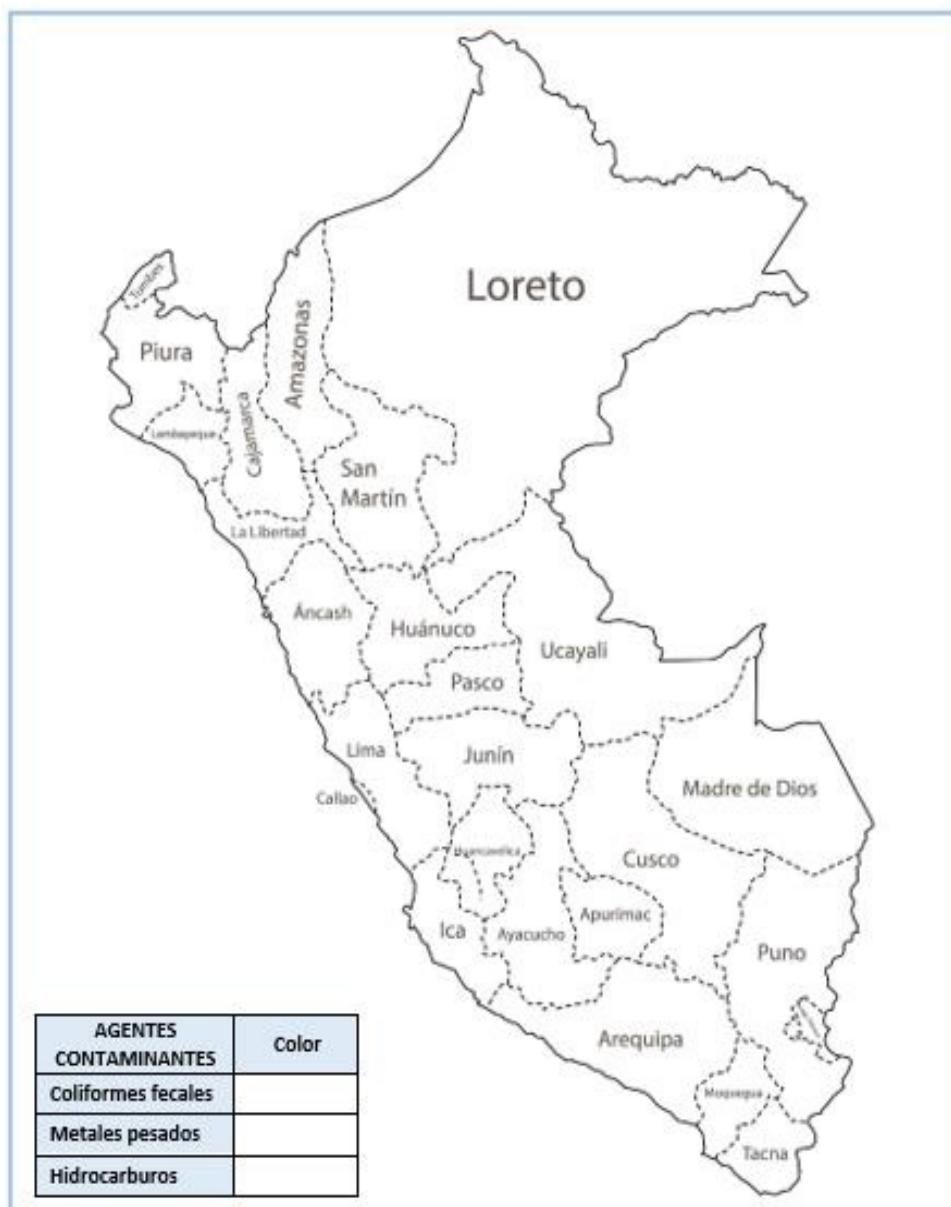 Loreto
Tumbes
Piura
Amazonas
Cajamarca
Lambayeque
San
Martín
La Libertad
Áncash
Huánuco
Ucayali
Pasco
Lima
Junín
Callao
Madre de Dios
Huancavelica
Cusco
Ica
Ayacucho
Apurímac
Puno
Arequipa
Moquegua
Tacna
AGENTES
CONTAMINANTES
Color
Coliformes fecales
Metales pesados
Hidrocarburos